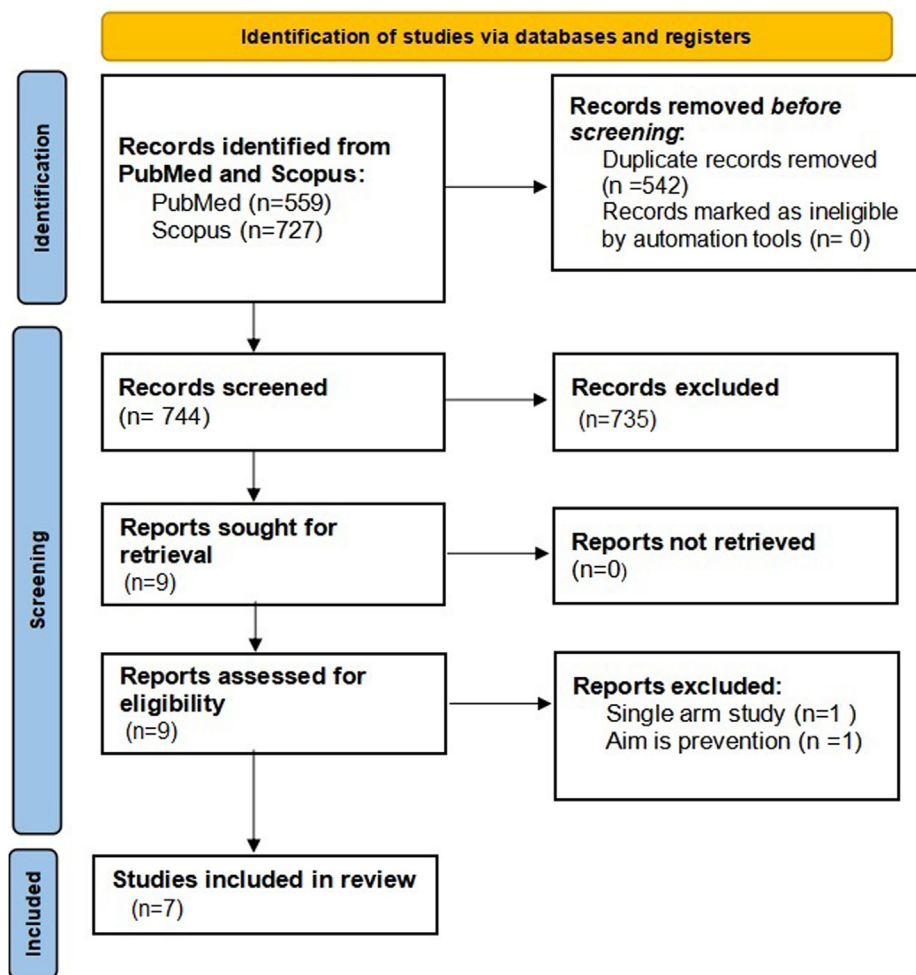 Identification of studies via databases and registers
Identification
Records identified from
PubMed and Scopus:
PubMed (n=559)
Scopus (n=727)
Records removed before
screening:
Duplicate records removed
(n =542)
Records marked as ineligible
by automation tools (n= 0)
Screening
Records screened
(n= 744)
Records excluded
(n=735)
Reports sought for
retrieval
(n=9)
Reports not retrieved
(n=0)
Reports assessed for
eligibility
(n=9)
Reports excluded:
Single arm study (n=1 )
Aim is prevention (n =1)
Included
Studies included in review
(n=7)